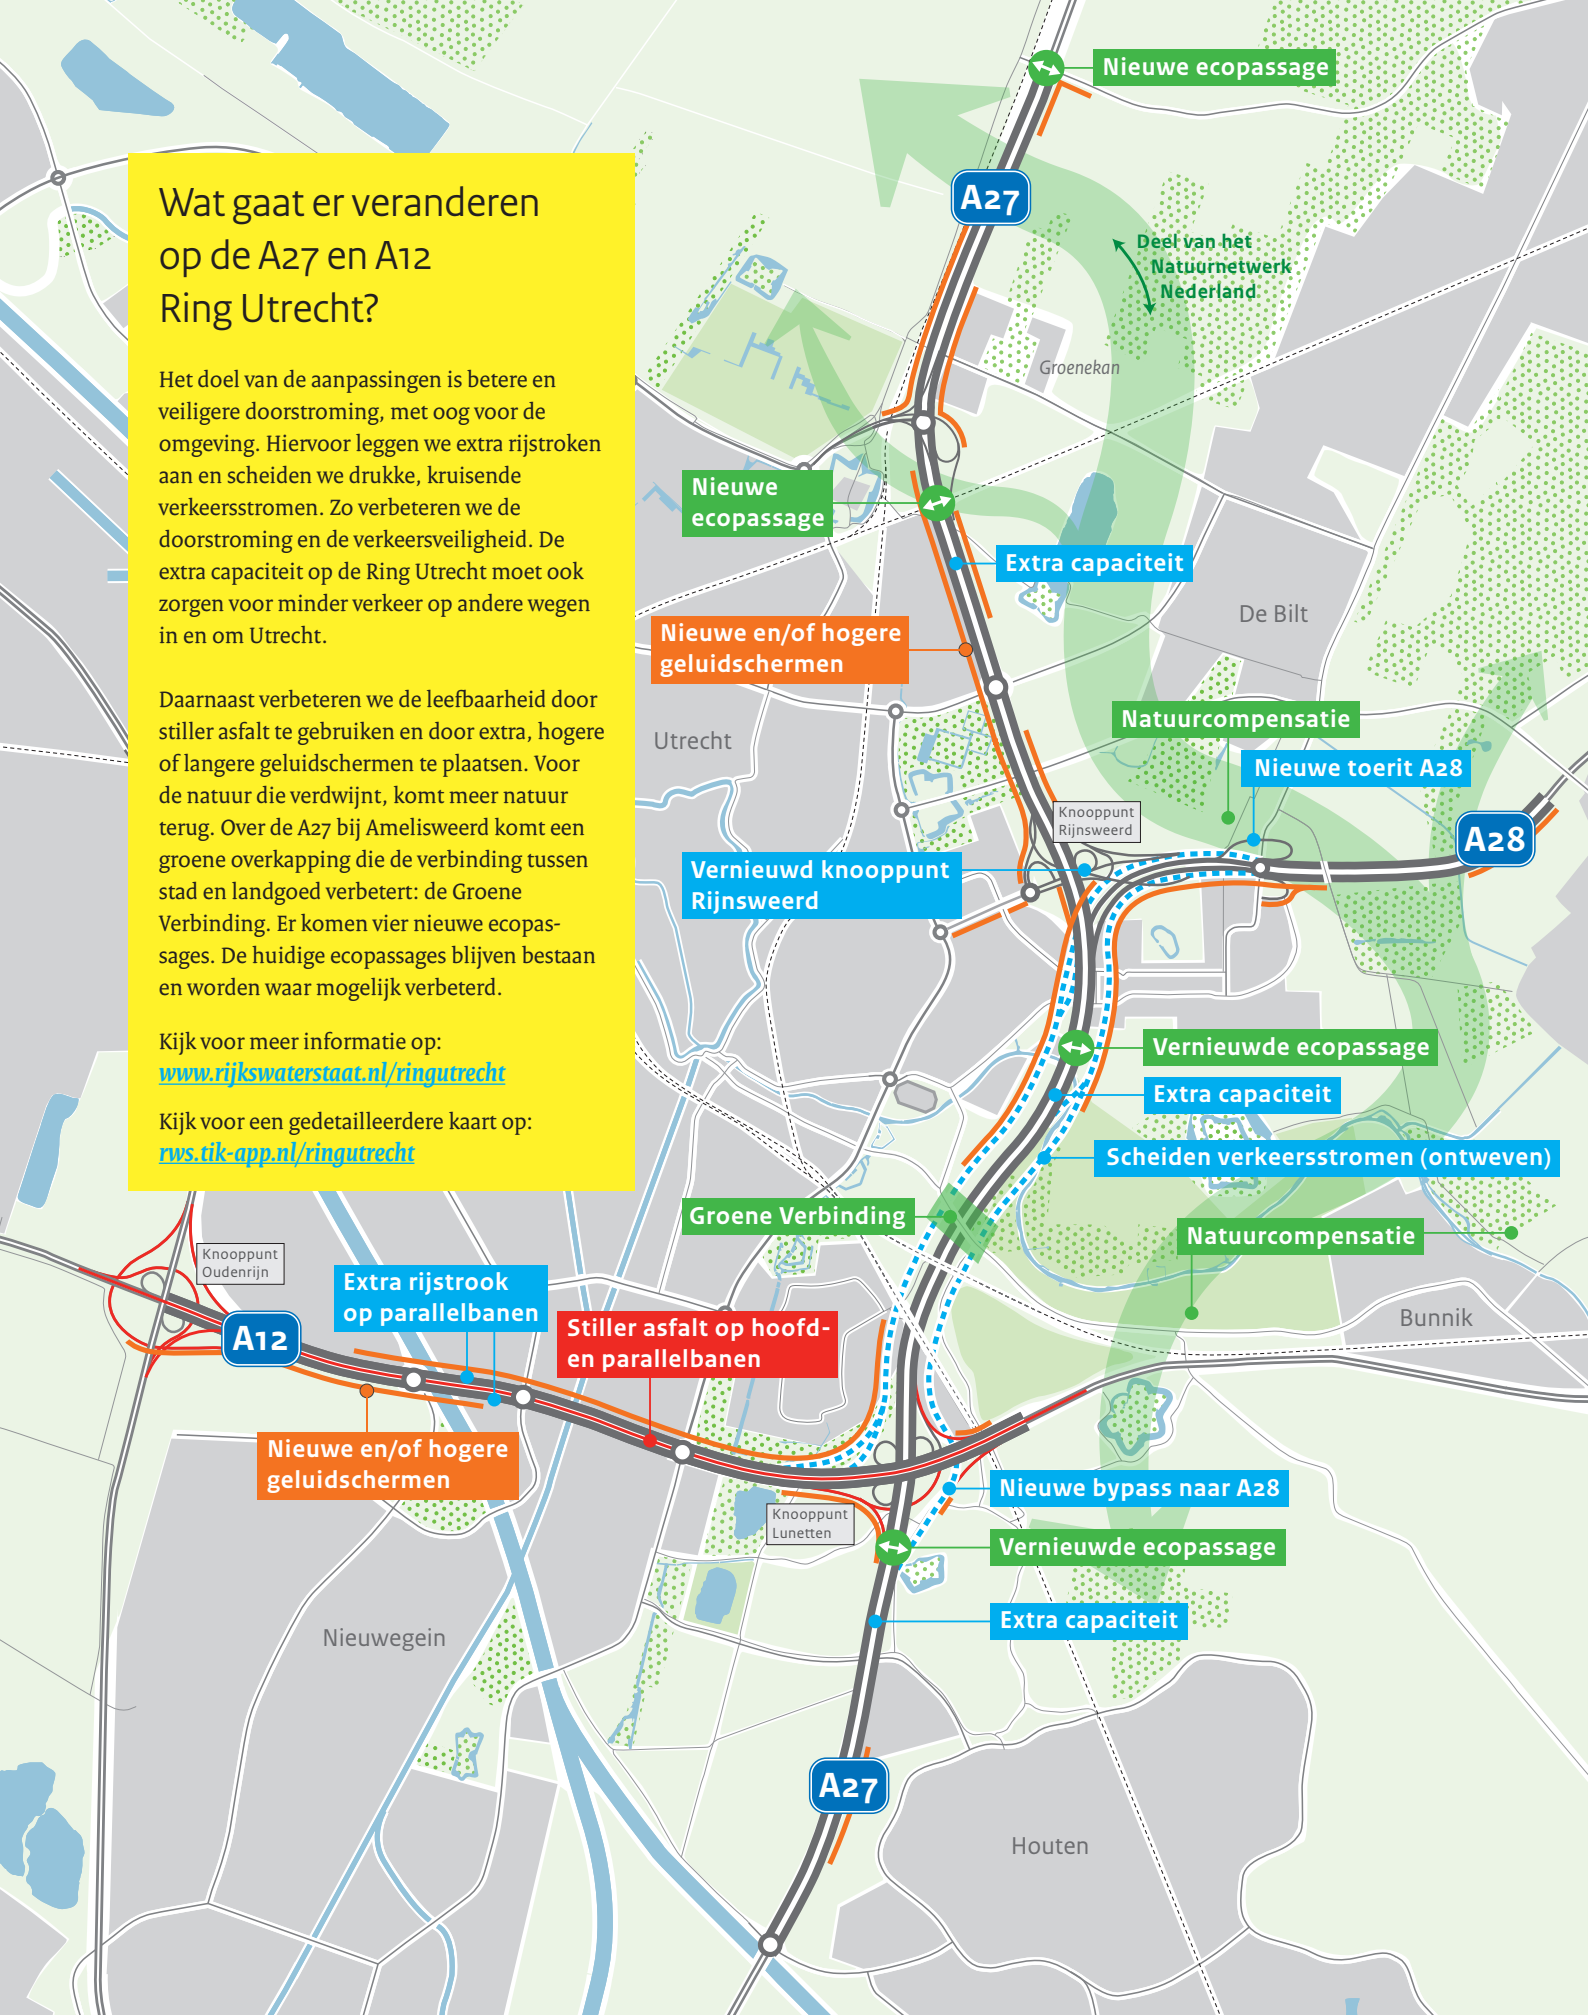 Wat gaat er veranderen
op de A27 en A12
Ring Utrecht?
Het doel van de aanpassingen is betere en
veiligere doorstroming, met oog voor de
omgeving. Hiervoor leggen we extra rijstroken
aan en scheiden we drukke, kruisende
verkeersstromen. Zo verbeteren we de
doorstroming en de verkeersveiligheid. De
extra capaciteit op de Ring Utrecht moet ook
zorgen voor minder verkeer op andere wegen
in en om Utrecht.
Daarnaast verbeteren we de leefbaarheid door
stiller asfalt te gebruiken en door extra, hogere
of langere geluidschermen te plaatsen. Voor
de natuur die verdwijnt, komt meer natuur
terug. Over de A27 bij Amelisweerd komt een
groene overkapping die de verbinding tussen
stad en landgoed verbetert: de Groene
Verbinding. Er komen vier nieuwe ecopas-
sages. De huidige ecopassages blijven bestaan
en worden waar mogelijk verbeterd.
Kijk voor meer informatie op:
www.rijkswaterstaat.nl/ringutrecht
Kijk voor een gedetailleerdere kaart op:
rws.tik-app.nl/ringutrecht
Nieuwe ecopassage
A27
Deel van het
Natuurnetwerk
Nederland
Groenekan
Nieuwe
ecopassage
Extra capaciteit
De Bilt
Nieuwe en/of hogere
geluidschermen
Natuurcompensatie
Utrecht
Nieuwe toerit A28
Knooppunt
Rijnsweerd
A28
Vernieuwd knooppunt
Rijnsweerd
Vernieuwde ecopassage
Extra capaciteit
Scheiden verkeersstromen (ontweven)
Groene Verbinding
Natuurcompensatie
Knooppunt
Oudenrijn
Extra rijstrook
op parallelbanen
A12
Stiller asfalt op hoofd-
en parallelbanen
Bunnik
Nieuwe en/of hogere
geluidschermen
Nieuwe bypass naar A28
Knooppunt
Lunetten
Vernieuwde ecopassage
Extra capaciteit
Nieuwegein
A27
Houten